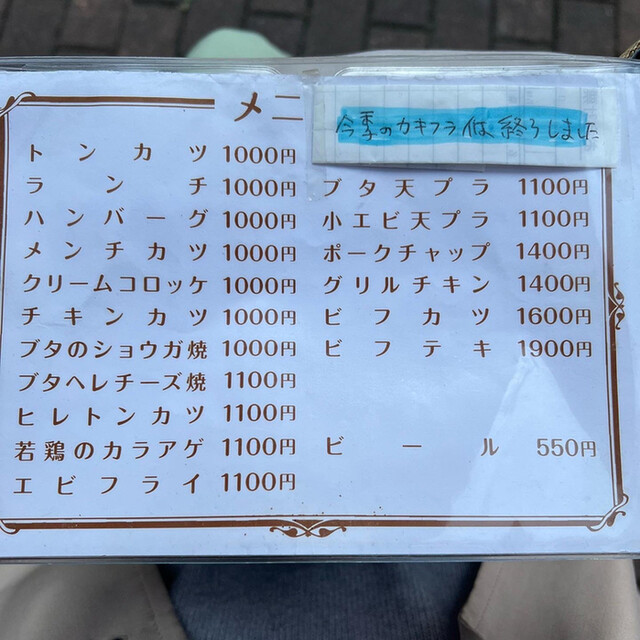 メニ
今季のカキフライは、終りしました
トンカツ 1000円
ランチ 1000円
ハンバーグ 1000円
メンチカツ 1000円
クリームコロッケ 1000円
チキンカツ 1000円
ブタのショウガ焼 1000円
ブタヘレチーズ焼 1100円
ヒレトンカツ 1100円
若鶏のカラアゲ 1100円
エビフライ 1100円
ブタ天プラ 1100円
小エビ天プラ 1100円
ポークチャップ 1400円
グリルチキン 1400円
ビフカツ 1600円
ビフテキ 1900円
ビール 550円